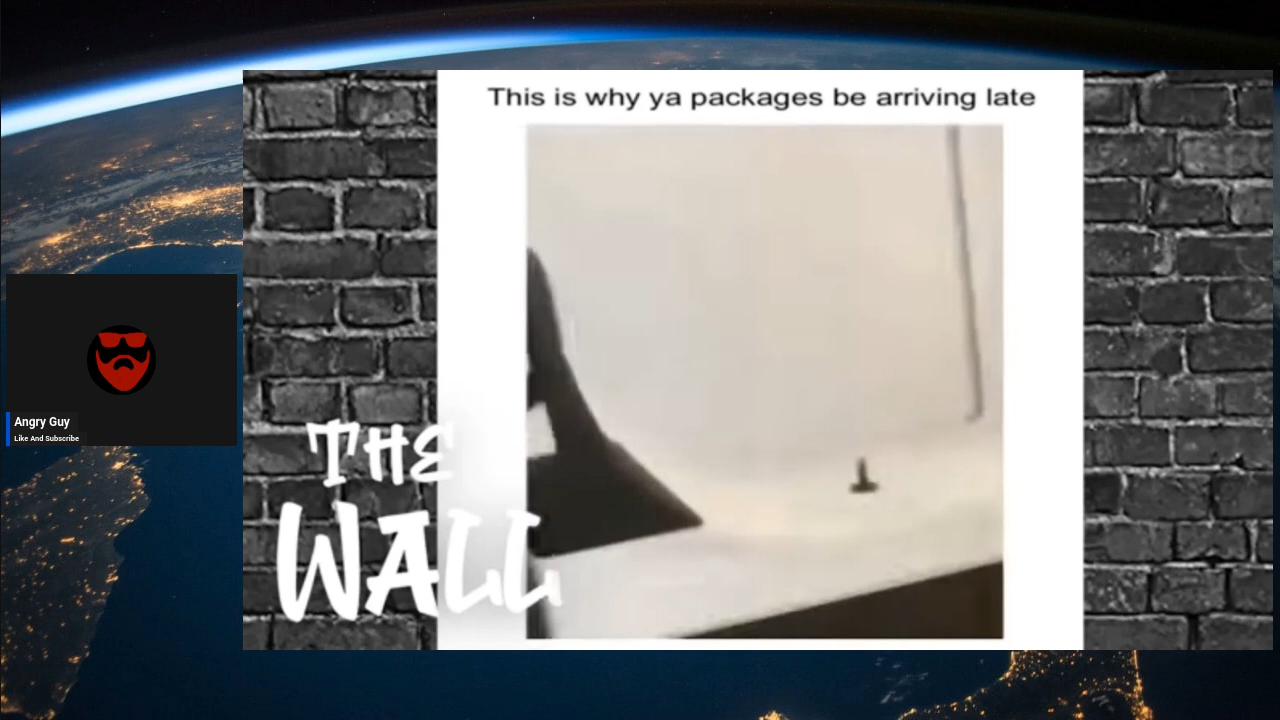 This is why ya packages be arriving late
THE
WALL
Angry Guy
Like And Subscribe